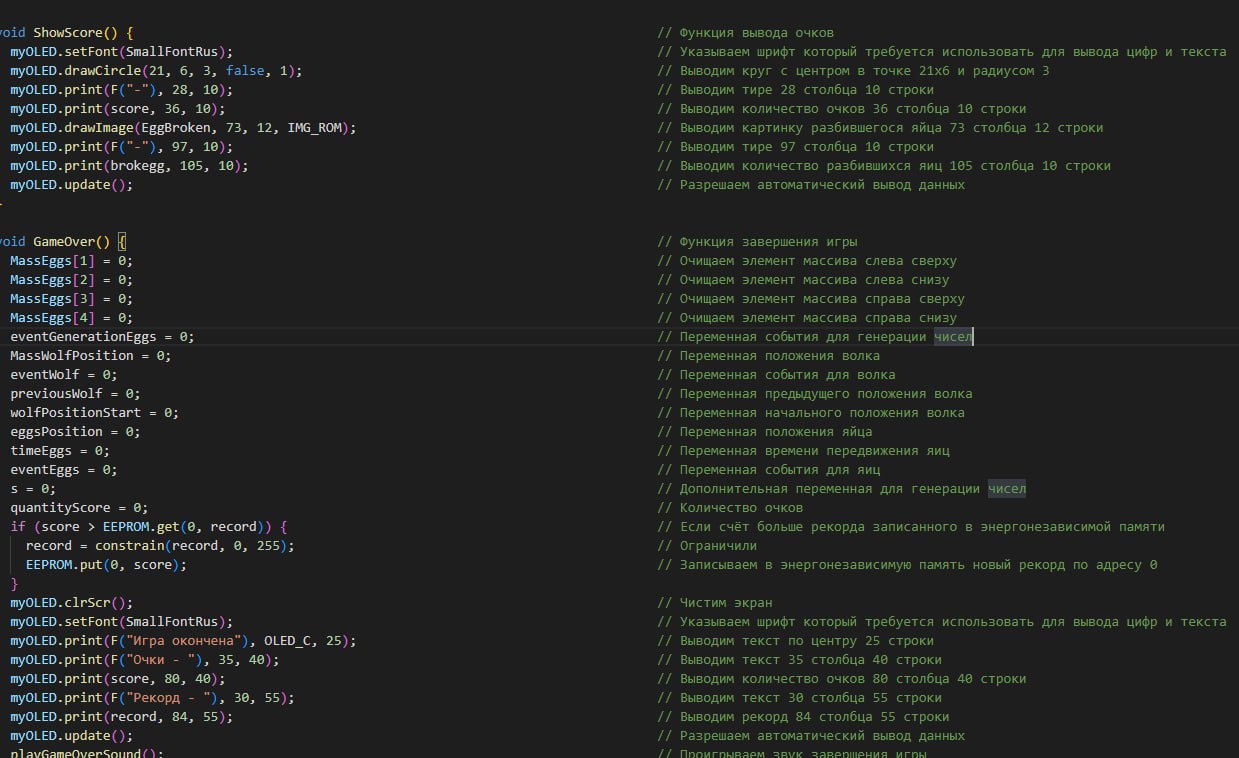 void ShowScore() { // Функция вывода очков
myOLED.setFont(SmallFontRus); // Указываем шрифт который требуется использовать для вывода цифр и текста
myOLED.drawCircle(21, 6, 3, false, 1); // Выводим круг с центром в точке 21x6 и радиусом 3
myOLED.print(F("-"), 28, 10); // Выводим тире 28 столбца 10 строки
myOLED.print(score, 36, 10); // Выводим количество очков 36 столбца 10 строки
myOLED.drawImage(EggBroken, 73, 12, IMG_ROM); // Выводим картинку разбившегося яйца 73 столбца 12 строки
myOLED.print(F("-"), 97, 10); // Выводим тире 97 столбца 10 строки
myOLED.print(brokegg, 105, 10); // Выводим количество разбившихся яиц 105 столбца 10 строки
myOLED.update(); // Разрешаем автоматический вывод данных
void GameOver() { // Функция завершения игры
MassEggs[1] = 0; // Очищаем элемент массива слева сверху
MassEggs[2] = 0; // Очищаем элемент массива слева снизу
MassEggs[3] = 0; // Очищаем элемент массива справа сверху
MassEggs[4] = 0; // Очищаем элемент массива справа снизу
eventGenerationEggs = 0; // Переменная события для генерации чисел
MassWolfPosition = 0; // Переменная положения волка
eventWolf = 0; // Переменная события для волка
previousWolf = 0; // Переменная предыдущего положения волка
wolfPositionStart = 0; // Переменная начального положения волка
eggsPosition = 0; // Переменная положения яйца
timeEggs = 0; // Переменная времени передвижения яиц
eventEggs = 0; // Переменная события для яиц
s = 0; // Дополнительная переменная для генерации чисел
quantityScore = 0; // Количество очков
if (score > EEPROM.get(0, record)) { // Если счёт больше рекорда записанного в энергонезависимой памяти
record = constrain(record, 0, 255); // Ограничили
EEPROM.put(0, score); // Записываем в энергонезависимую память новый рекорд по адресу 0
}
myOLED.clrScr(); // Чистим экран
myOLED.setFont(SmallFontRus); // Указываем шрифт который требуется использовать для вывода цифр и текста
myOLED.print(F("Игра окончена"), OLED_C, 25); // Выводим текст по центру 25 строки
myOLED.print(F("Очки - "), 35, 40); // Выводим текст 35 столбца 40 строки
myOLED.print(score, 80, 40); // Выводим количество очков 80 столбца 40 строки
myOLED.print(F("Рекорд - "), 30, 55); // Выводим текст 30 столбца 55 строки
myOLED.print(record, 84, 55); // Выводим рекорд 84 столбца 55 строки
myOLED.update(); // Разрешаем автоматический вывод данных
playGameOverSound(); // Проигрываем звук завершения игры